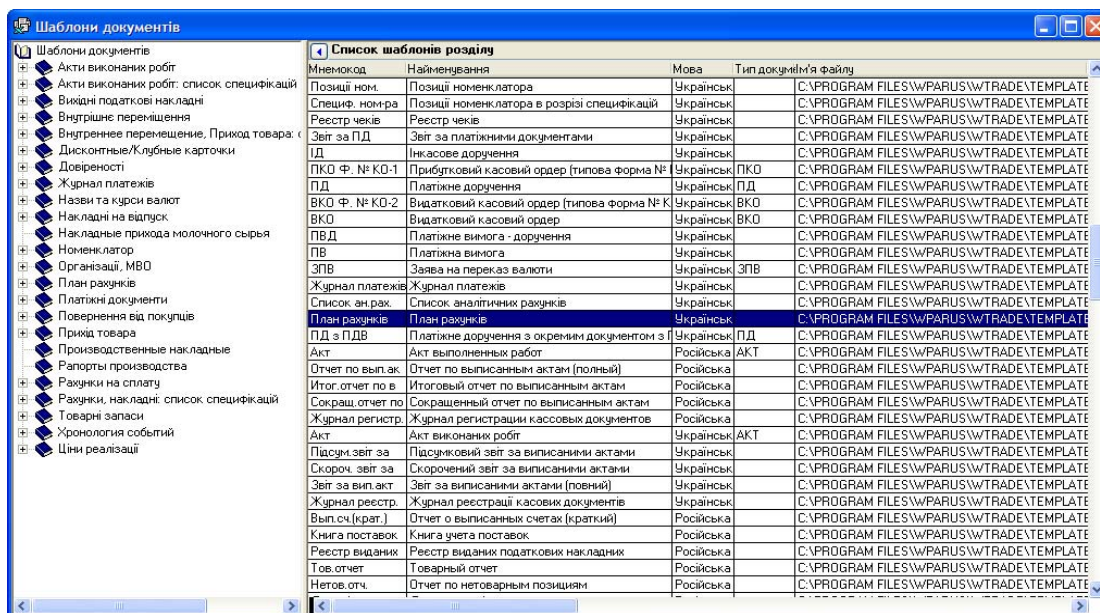 Шаблони документів
Шаблони документів
Акти виконаних робіт
Акти виконаних робіт: список специфікацій
Вихідні податкові накладні
Внутрішнє переміщення
Внутреннее перемещение, Приход товара:
Дисконтные/Клубные карточки
Довіреності
Журнал платежів
Назви та курси валют
Накладні на відпуск
Накладные прихода молочного сырья
Номенклатор
Організації, МВО
План рахунків
Платіжні документи
Повернення від покупців
Прихід товара
Производственные накладные
Рапорты производства
Рахунки на сплату
Рахунки, накладні: список специфікацій
Товарні запаси
Хронология событий
Ціни реалізації
Список шаблонів розділу
Мнемокод Найменування Мова Тип докумі Ім'я файлу
Позиції ном. Позиції номенклатора Українськ C:\PROGRAM FILES\WPARUS\WTRADE\TEMPLATE
Специф. ном-ра Позиції номенклатора в розрізі специфікацій Українськ C:\PROGRAM FILES\WPARUS\WTRADE\TEMPLATE
Реєстр чеків Реєстр чеків Українськ C:\PROGRAM FILES\WPARUS\WTRADE\TEMPLATE
Звіт за ПД Звіт за платіжними документами Українськ C:\PROGRAM FILES\WPARUS\WTRADE\TEMPLATE
ІД Інкасове доручення Українськ C:\PROGRAM FILES\WPARUS\WTRADE\TEMPLATE
ПКО Ф. № КО-1 Прибутковий касовий ордер (типова форма № Українськ ПКО C:\PROGRAM FILES\WPARUS\WTRADE\TEMPLATE
ПД Платіжне доручення Українськ ПД C:\PROGRAM FILES\WPARUS\WTRADE\TEMPLATE
ВКО Ф. № КО-2 Видатковий касовий ордер (типова форма № К Українськ ВКО C:\PROGRAM FILES\WPARUS\WTRADE\TEMPLATE
ВКО Видатковий касовий ордер Українськ ВКО C:\PROGRAM FILES\WPARUS\WTRADE\TEMPLATE
ПВД Платіжне вимога - доручення Українськ C:\PROGRAM FILES\WPARUS\WTRADE\TEMPLATE
ПВ Платіжна вимога Українськ C:\PROGRAM FILES\WPARUS\WTRADE\TEMPLATE
ЗПВ Заява на переказ валюти Українськ ЗПВ C:\PROGRAM FILES\WPARUS\WTRADE\TEMPLATE
Журнал платежів Журнал платежів Українськ C:\PROGRAM FILES\WPARUS\WTRADE\TEMPLATE
Список ан.рах. Список аналітичних рахунків Українськ C:\PROGRAM FILES\WPARUS\WTRADE\TEMPLATE
План рахунків План рахунків Українськ C:\PROGRAM FILES\WPARUS\WTRADE\TEMPLATE
ПД з ПДВ Платіжне доручення з окремим документом з Українськ ПД C:\PROGRAM FILES\WPARUS\WTRADE\TEMPLATE
Акт Акт выполненных работ Російська АКТ C:\PROGRAM FILES\WPARUS\WTRADE\TEMPLATE
Отчет по вып.ак Отчет по выписанным актам (полный) Російська C:\PROGRAM FILES\WPARUS\WTRADE\TEMPLATE
Итог.отчет по в Итоговый отчет по выписанным актам Російська C:\PROGRAM FILES\WPARUS\WTRADE\TEMPLATE
Сокращ.отчет по Сокращенный отчет по выписанным актам Російська C:\PROGRAM FILES\WPARUS\WTRADE\TEMPLATE
Журнал регистр. Журнал регистрации кассовых документов Російська C:\PROGRAM FILES\WPARUS\WTRADE\TEMPLATE
Акт Акт виконаних робіт Українськ АКТ C:\PROGRAM FILES\WPARUS\WTRADE\TEMPLATE
Підсум.звіт за Підсумковий звіт за виписаними актами Українськ C:\PROGRAM FILES\WPARUS\WTRADE\TEMPLATE
Скороч. звіт за Скорочений звіт за виписаними актами Українськ C:\PROGRAM FILES\WPARUS\WTRADE\TEMPLATE
Звіт за вип.акт Звіт за виписаними актами (повний) Українськ C:\PROGRAM FILES\WPARUS\WTRADE\TEMPLATE
Журнал реєстр. Журнал реєстрації касових документів Українськ C:\PROGRAM FILES\WPARUS\WTRADE\TEMPLATE
Вып.сч.(крат.) Отчет о выписанных счетах (краткий) Російська C:\PROGRAM FILES\WPARUS\WTRADE\TEMPLATE
Книга поставок Книга учета поставок Російська C:\PROGRAM FILES\WPARUS\WTRADE\TEMPLATE
Реєстр виданих Реєстр виданих податкових накладних Російська C:\PROGRAM FILES\WPARUS\WTRADE\TEMPLATE
Тов.отчет Товарный отчет Російська C:\PROGRAM FILES\WPARUS\WTRADE\TEMPLATE
Нетов.отч. Отчет по нетоварным позициям Російська C:\PROGRAM FILES\WPARUS\WTRADE\TEMPLATE